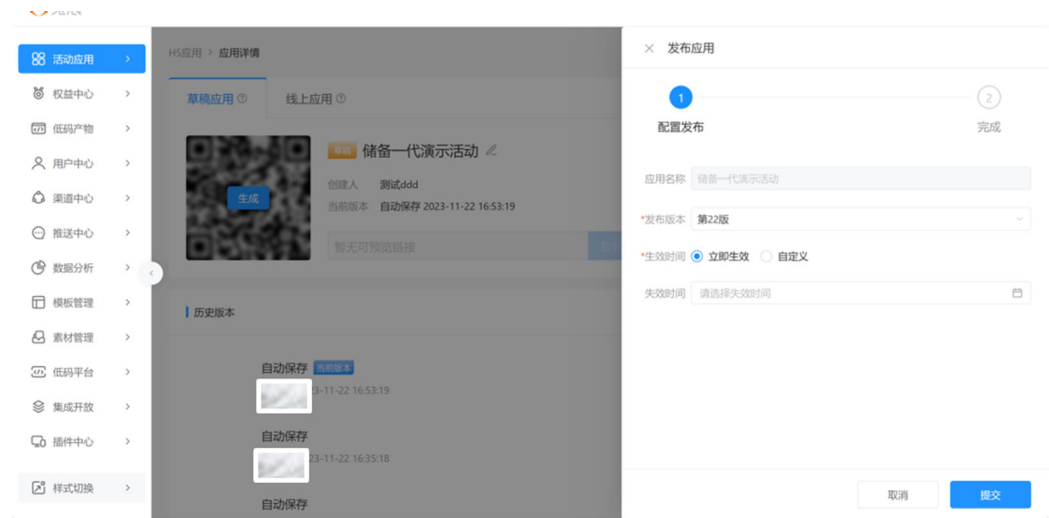 活动应用
权益中心
低码产物
用户中心
渠道中心
推送中心
数据分析
模板管理
素材管理
低码平台
集成开放
插件中心
样式切换
H5应用 > 应用详情
草稿应用 线上应用
生成
草稿 储备一代演示活动
创建人 测试ddd
当前版本 自动保存 2023-11-22 16:53:19
暂无可预览链接
历史版本
自动保存 当前版本
3-11-22 16:53:19
自动保存
23-11-22 16:35:18
自动保存
发布应用
1 2
配置发布 完成
应用名称 储备一代演示活动
*发布版本 第22版
*生效时间 立即生效 自定义
失效时间 请选择失效时间
取消 提交